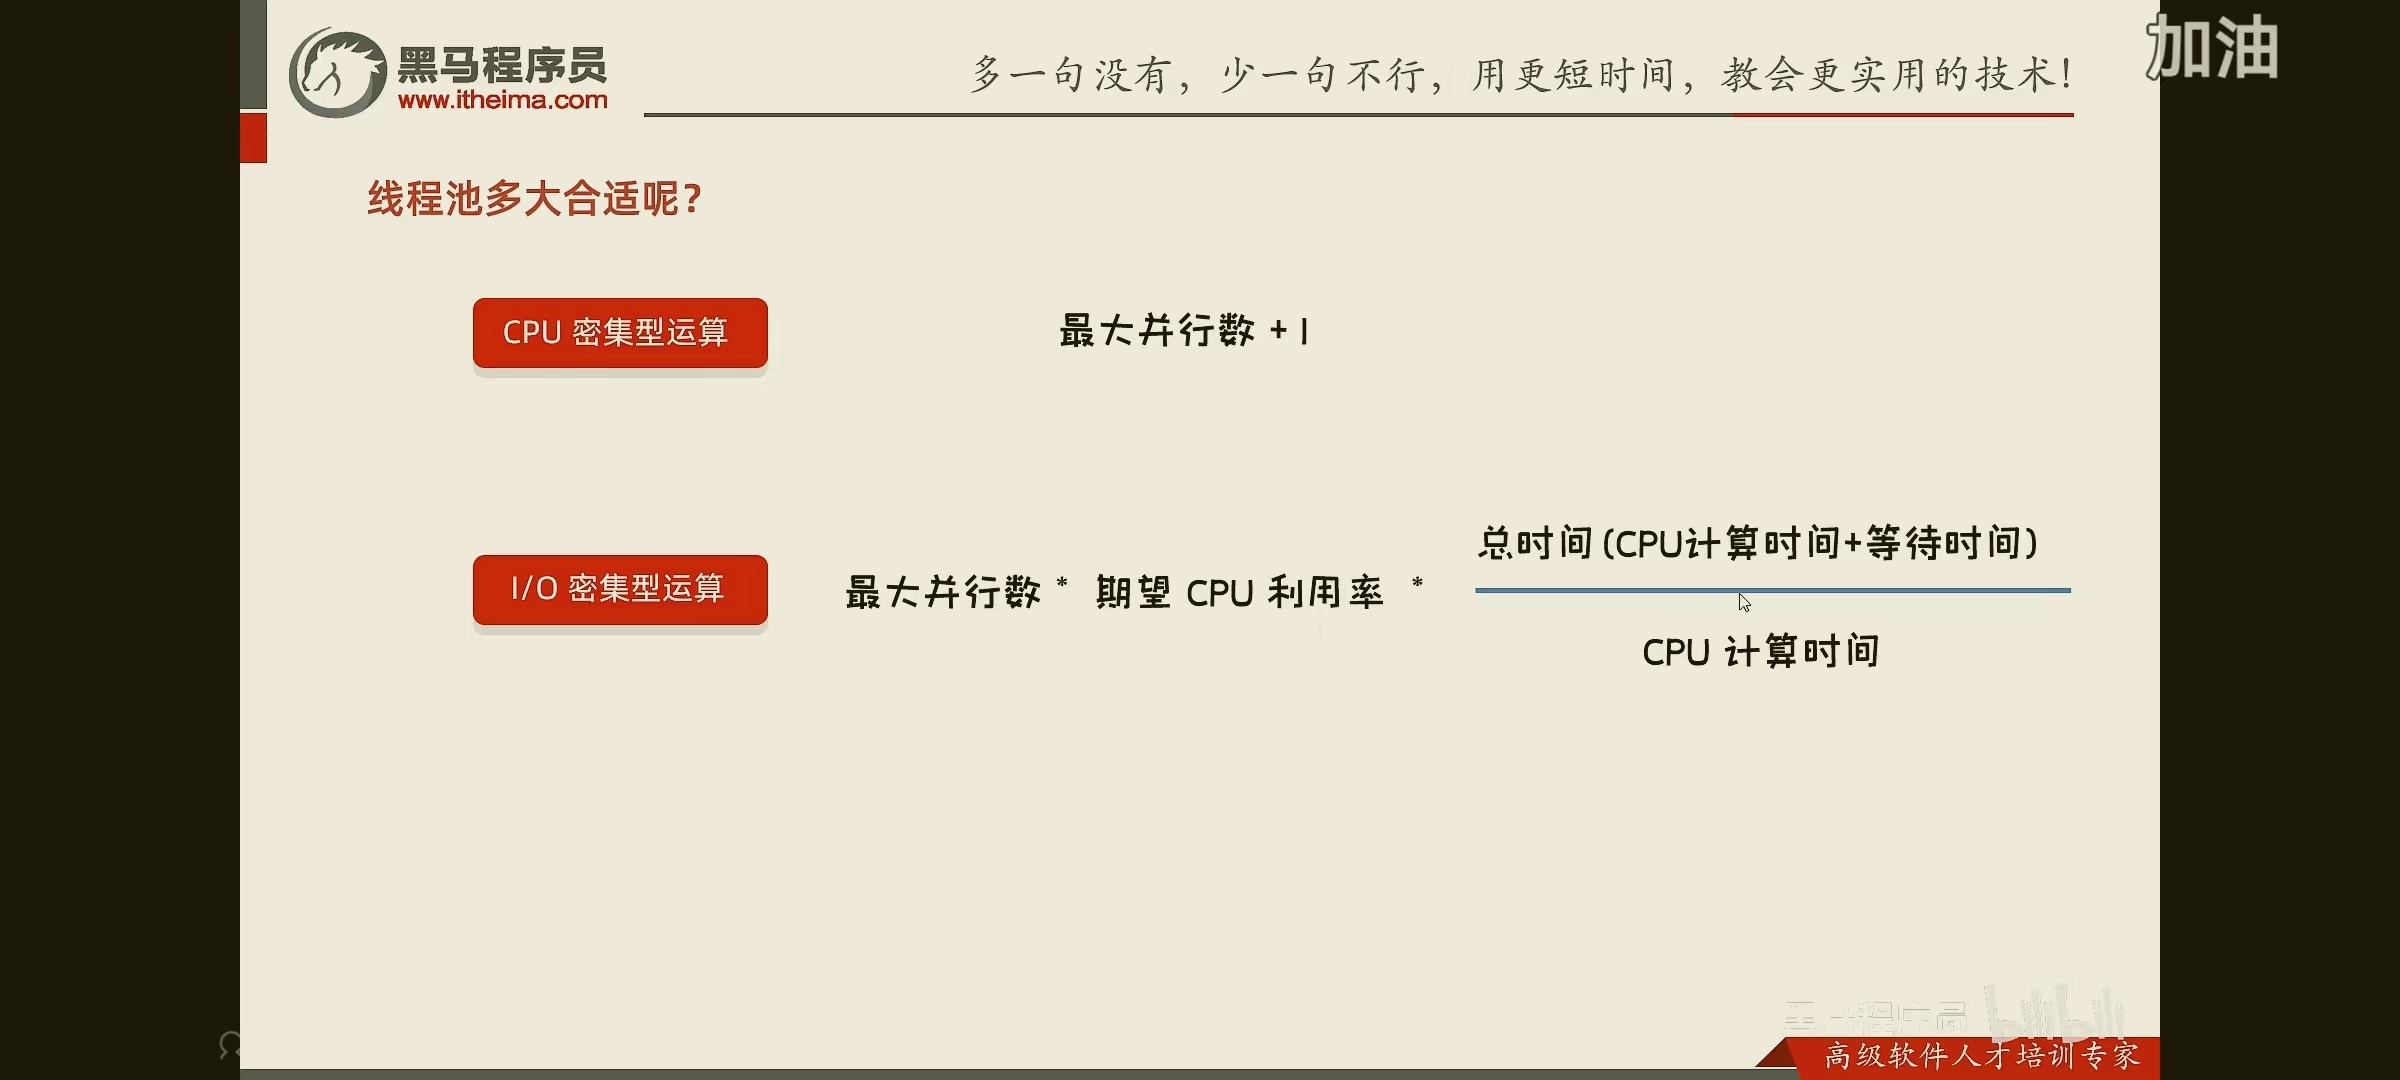 黑马程序员
www.itheima.com
多一句没有，少一句不行，用更短时间，教会更实用的技术！
加油
线程池多大合适呢？
CPU 密集型运算
最大并行数 +1
I/O 密集型运算
最大并行数 * 期望 CPU 利用率 *
总时间(CPU计算时间+等待时间)
CPU 计算时间
bilibili
高级软件人才培训专家